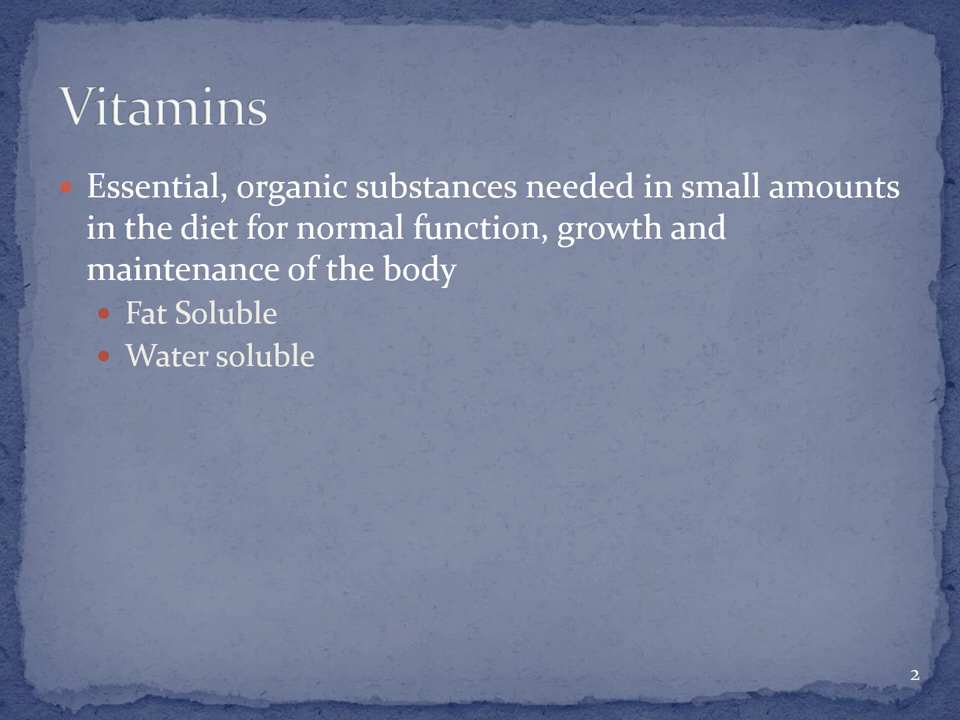 Vitamins
• Essential, organic substances needed in small amounts
in the diet for normal function, growth and
maintenance of the body
• Fat Soluble
• Water soluble
2